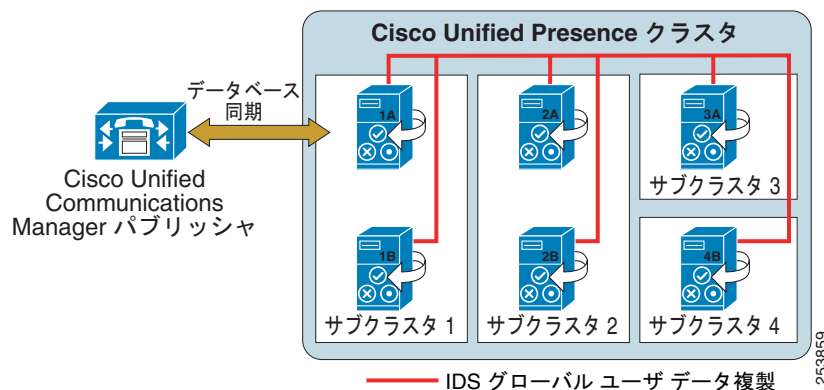 Cisco Unified Presence クラスタ
データベース
同期
Cisco Unified
Communications
Manager パブリッシャ
1A
2A
3A
サブクラスタ 3
1B
2B
4B
サブクラスタ 1
サブクラスタ 2
サブクラスタ 4
IDS グローバル ユーザ データ複製
253859